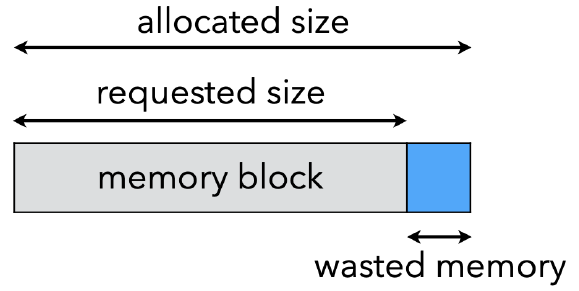 allocated size
requested size
memory block
wasted memory